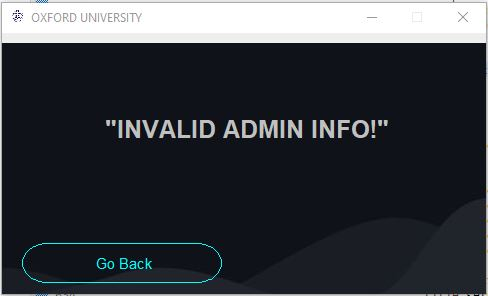 OXFORD UNIVERSITY
"INVALID ADMIN INFO!"
Go Back